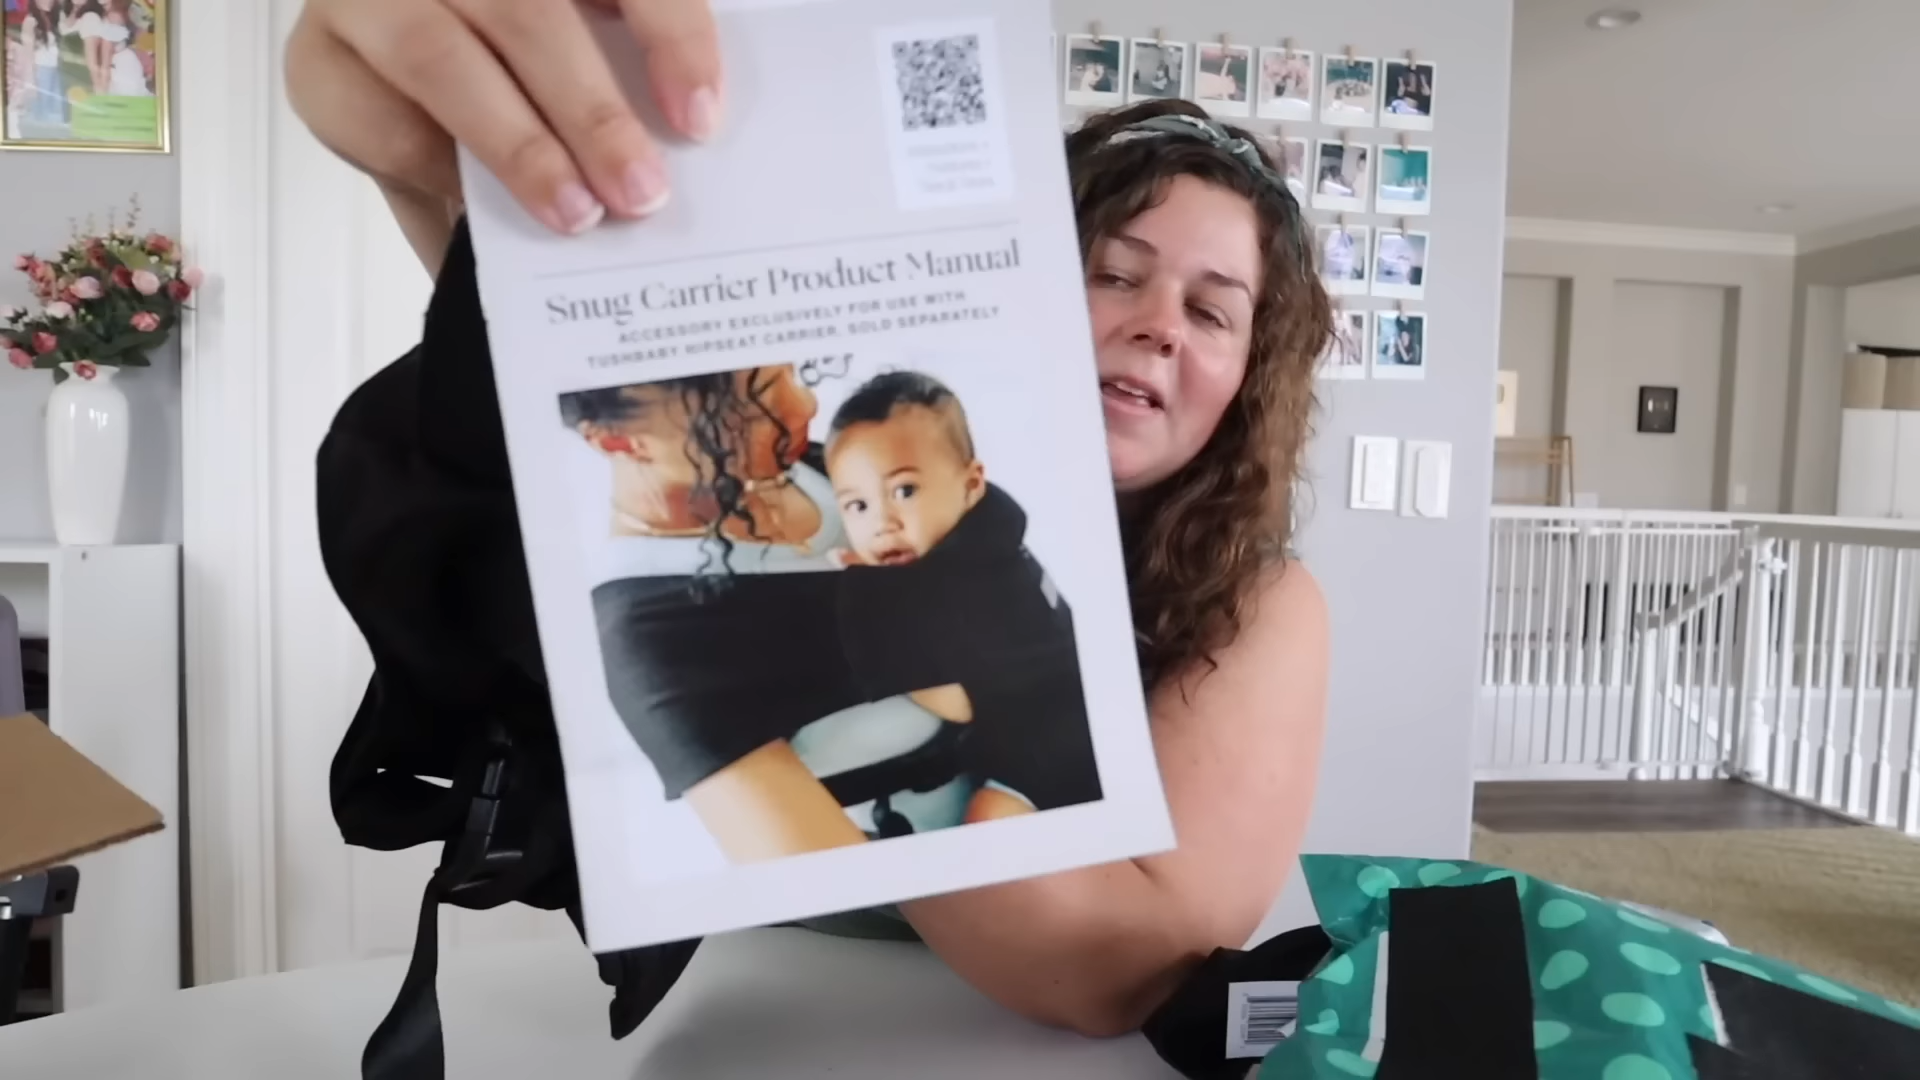 Snug Carrier Product Manual
ACCESSORY EXCLUSIVELY FOR USE WITH
TUSHBABY HIPSEAT CARRIER, SOLD SEPARATELY